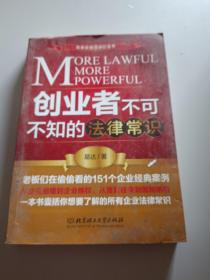 MORE LAWFUL
MORE
POWERFUL
创业者不可
不知的法律常识
郑达/著
老板们在偷偷看的151个企业经典案例
一本书囊括你想要了解的所有企业法律常识
北京理工大学出版社